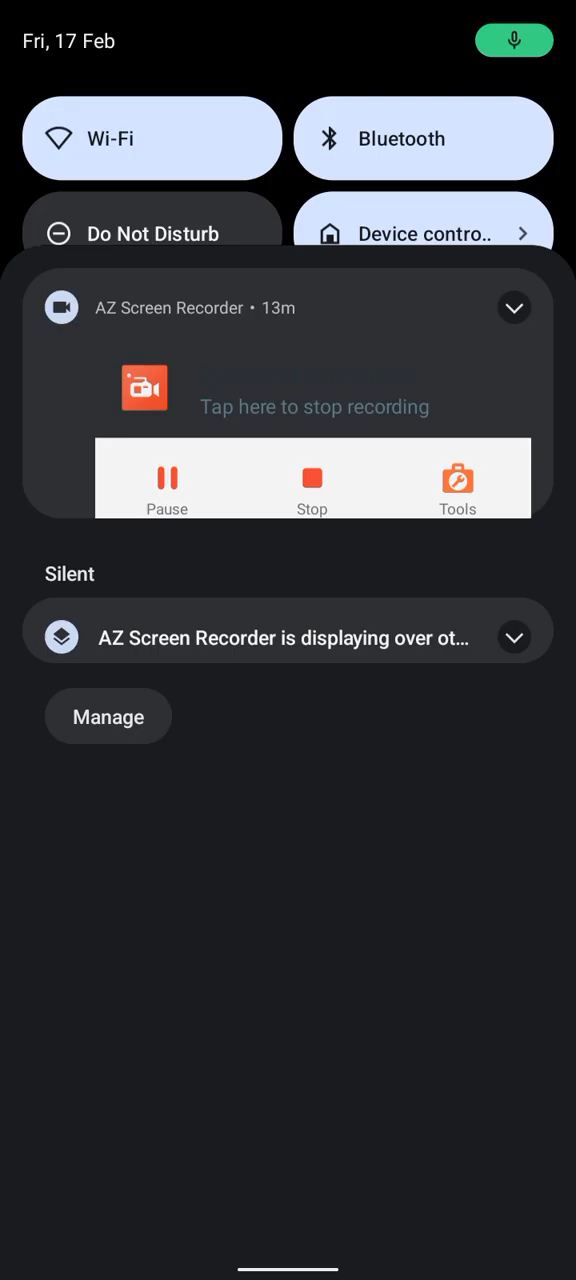 Fri, 17 Feb
Wi-Fi
Bluetooth
Do Not Disturb
Device contro..
AZ Screen Recorder • 13m
Tap here to stop recording
Pause
Stop
Tools
Silent
AZ Screen Recorder is displaying over ot...
Manage